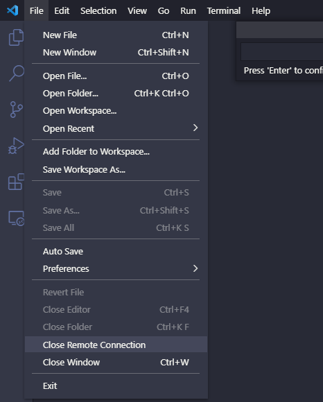 File Edit Selection View Go Run Terminal Help
New File Ctrl+N
New Window Ctrl+Shift+N
Press 'Enter' to confi
Open File... Ctrl+O
Open Folder... Ctrl+K Ctrl+O
Open Workspace...
Open Recent
Add Folder to Workspace...
Save Workspace As...
Save Ctrl+S
Save As... Ctrl+Shift+S
Save All Ctrl+K S
Auto Save
Preferences
Revert File
Close Editor Ctrl+F4
Close Folder Ctrl+K F
Close Remote Connection
Close Window Ctrl+W
Exit